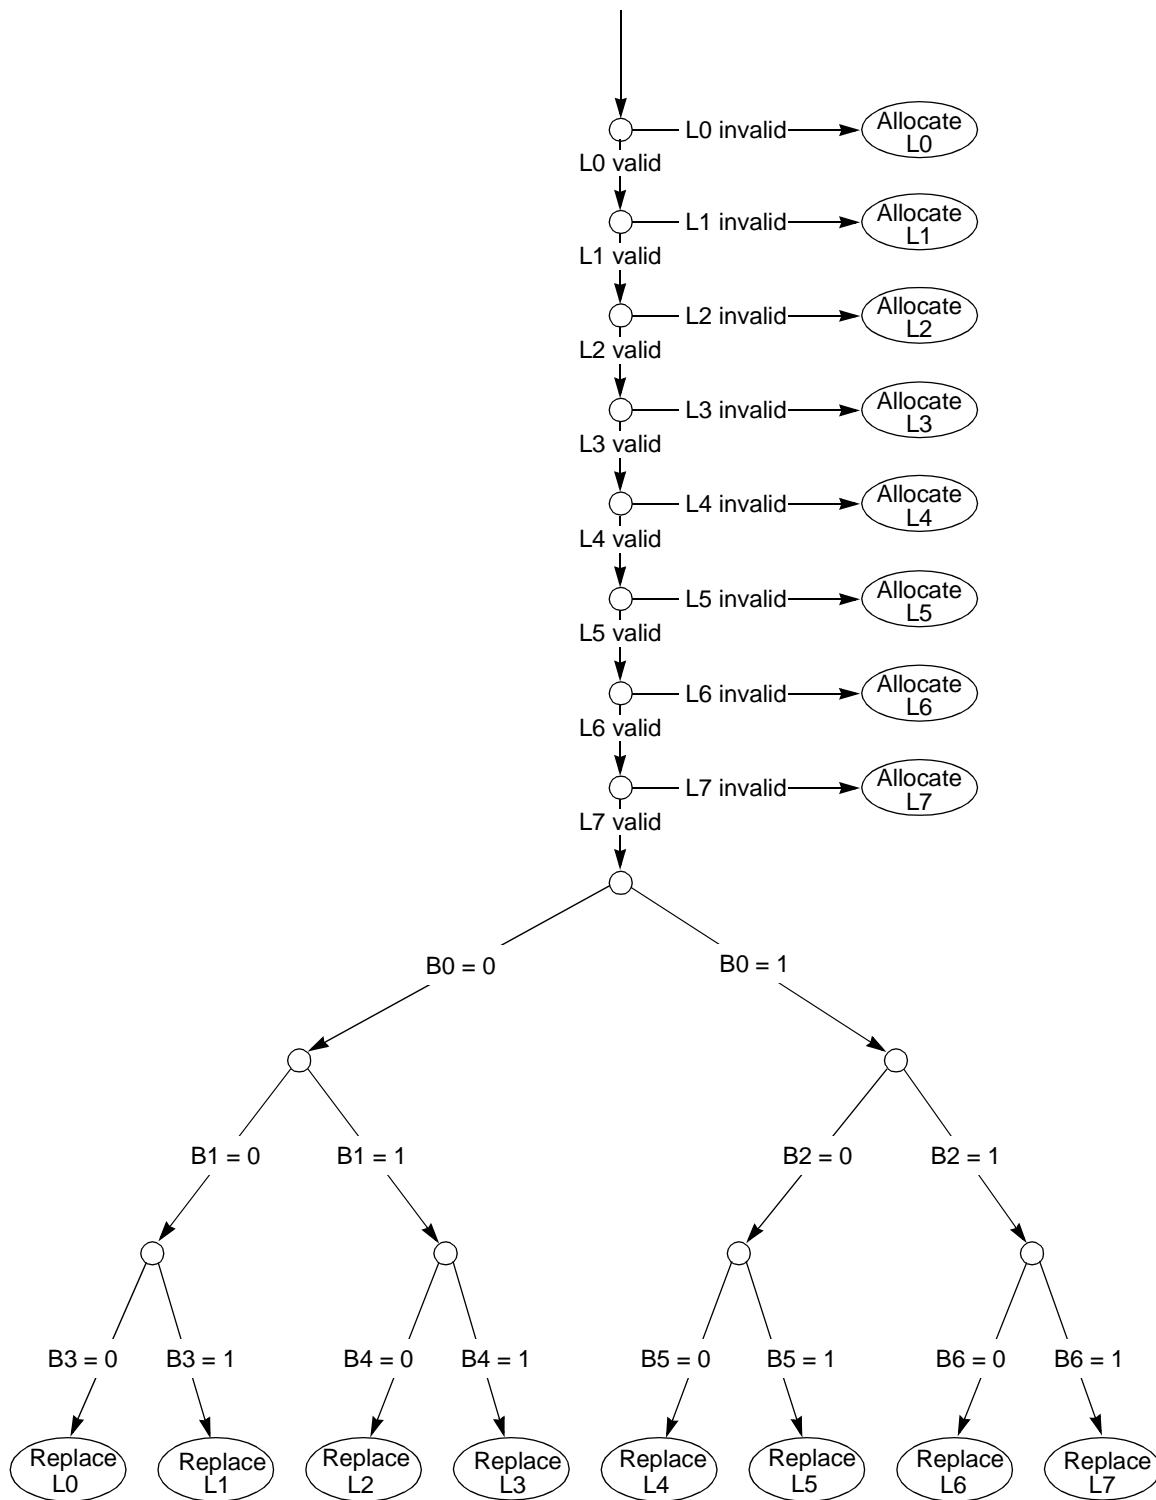 L0 invalid
Allocate
L0
L0 valid
L1 invalid
Allocate
L1
L1 valid
L2 invalid
Allocate
L2
L2 valid
L3 invalid
Allocate
L3
L3 valid
L4 invalid
Allocate
L4
L4 valid
L5 invalid
Allocate
L5
L5 valid
L6 invalid
Allocate
L6
L6 valid
L7 invalid
Allocate
L7
L7 valid
B0 = 0
B0 = 1
B1 = 0
B1 = 1
B2 = 0
B2 = 1
B3 = 0
B3 = 1
B4 = 0
B4 = 1
B5 = 0
B5 = 1
B6 = 0
B6 = 1
Replace
L0
Replace
L1
Replace
L2
Replace
L3
Replace
L4
Replace
L5
Replace
L6
Replace
L7